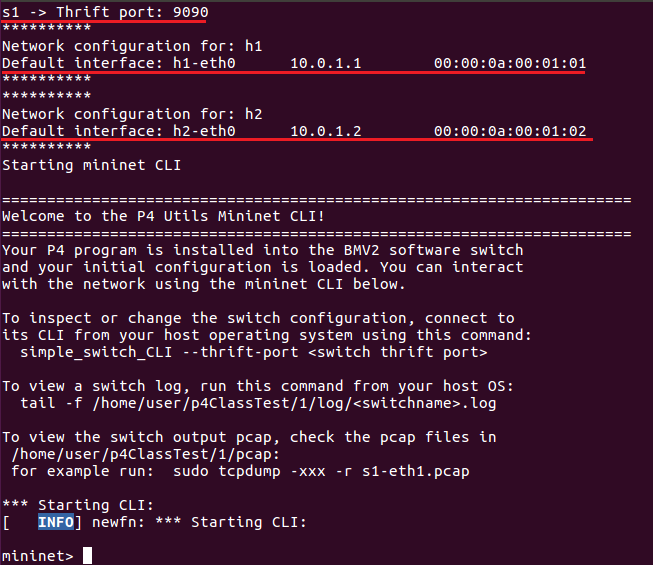 s1 -> Thrift port: 9090
**********
Network configuration for: h1
Default interface: h1-eth0      10.0.1.1        00:00:0a:00:01:01
**********
**********
Network configuration for: h2
Default interface: h2-eth0      10.0.1.2        00:00:0a:00:01:02
**********
Starting mininet CLI
======================================================================
Welcome to the P4 Utils Mininet CLI!
======================================================================
Your P4 program is installed into the BMV2 software switch
and your initial configuration is loaded. You can interact
with the network using the mininet CLI below.
To inspect or change the switch configuration, connect to
its CLI from your host operating system using this command:
  simple_switch_CLI --thrift-port <switch thrift port>
To view a switch log, run this command from your host OS:
  tail -f /home/user/p4ClassTest/1/log/<switchname>.log
To view the switch output pcap, check the pcap files in
 /home/user/p4ClassTest/1/pcap:
 for example run:  sudo tcpdump -xxx -r s1-eth1.pcap
*** Starting CLI:
[   INFO] newfn: *** Starting CLI:
mininet>